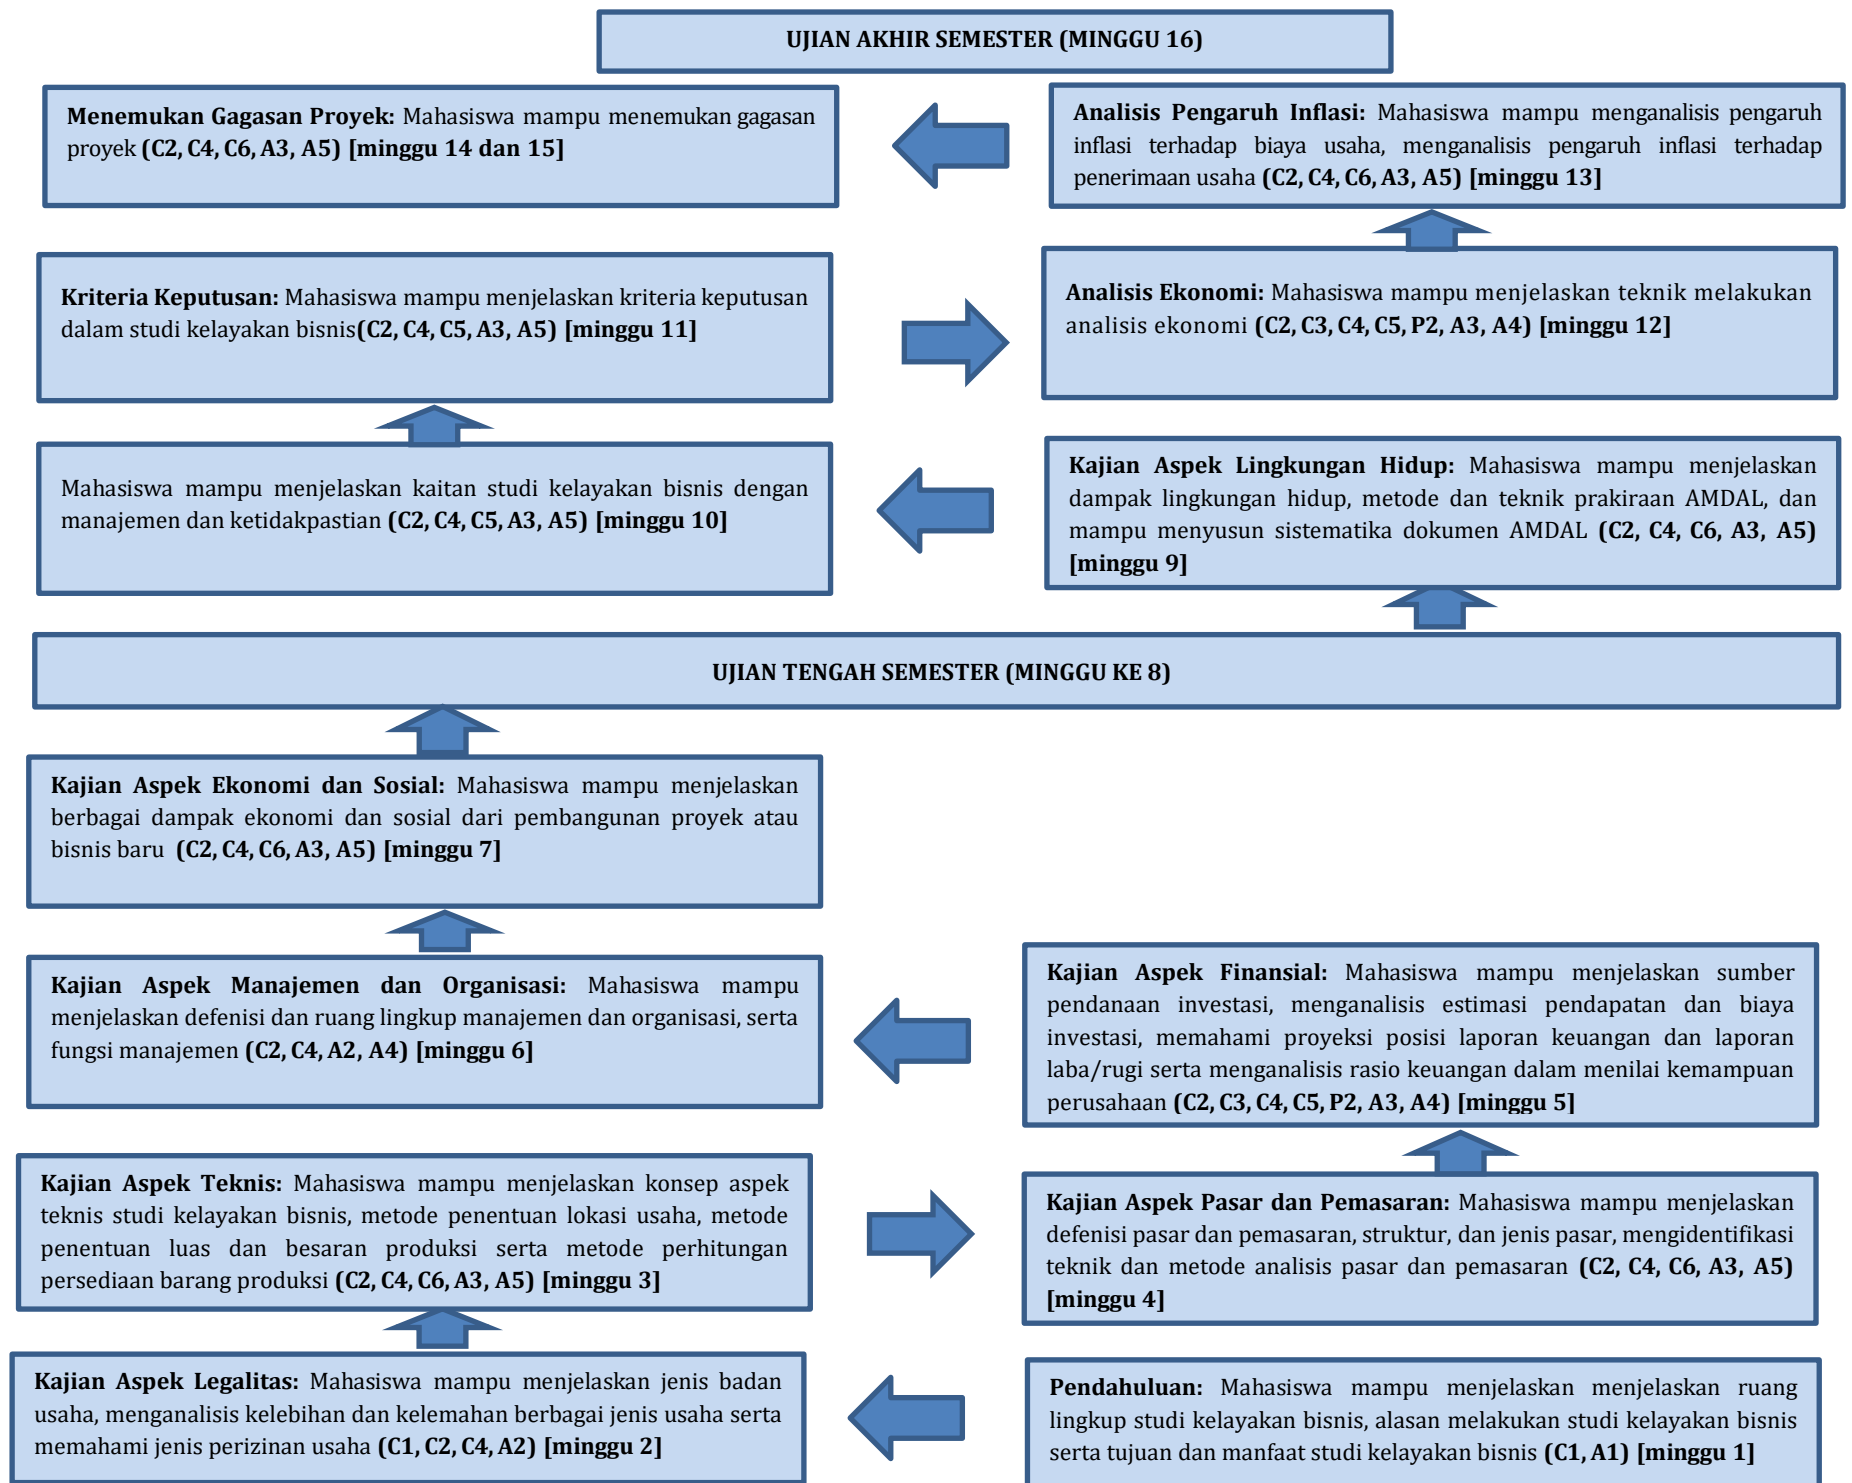 UJIAN AKHIR SEMESTER (MINGGU 16)
Menemukan Gagasan Proyek: Mahasiswa mampu menemukan gagasan
proyek (C2, C4, C6, A3, A5) [minggu 14 dan 15]
Analisis Pengaruh Inflasi: Mahasiswa mampu menganalisis pengaruh
inflasi terhadap biaya usaha, menganalisis pengaruh inflasi terhadap
penerimaan usaha (C2, C4, C6, A3, A5) [minggu 13]
Kriteria Keputusan: Mahasiswa mampu menjelaskan kriteria keputusan
dalam studi kelayakan bisnis(C2, C4, C5, A3, A5) [minggu 11]
Analisis Ekonomi: Mahasiswa mampu menjelaskan teknik melakukan
analisis ekonomi (C2, C3, C4, C5, P2, A3, A4) [minggu 12]
Mahasiswa mampu menjelaskan kaitan studi kelayakan bisnis dengan
manajemen dan ketidakpastian (C2, C4, C5, A3, A5) [minggu 10]
Kajian Aspek Lingkungan Hidup: Mahasiswa mampu menjelaskan
dampak lingkungan hidup, metode dan teknik prakiraan AMDAL, dan
mampu menyusun sistematika dokumen AMDAL (C2, C4, C6, A3, A5)
[minggu 9]
UJIAN TENGAH SEMESTER (MINGGU KE 8)
Kajian Aspek Ekonomi dan Sosial: Mahasiswa mampu menjelaskan
berbagai dampak ekonomi dan sosial dari pembangunan proyek atau
bisnis baru (C2, C4, C6, A3, A5) [minggu 7]
Kajian Aspek Manajemen dan Organisasi: Mahasiswa mampu
menjelaskan defenisi dan ruang lingkup manajemen dan organisasi, serta
fungsi manajemen (C2, C4, A2, A4) [minggu 6]
Kajian Aspek Finansial: Mahasiswa mampu menjelaskan sumber
pendanaan investasi, menganalisis estimasi pendapatan dan biaya
investasi, memahami proyeksi posisi laporan keuangan dan laporan
laba/rugi serta menganalisis rasio keuangan dalam menilai kemampuan
perusahaan (C2, C3, C4, C5, P2, A3, A4) [minggu 5]
Kajian Aspek Teknis: Mahasiswa mampu menjelaskan konsep aspek
teknis studi kelayakan bisnis, metode penentuan lokasi usaha, metode
penentuan luas dan besaran produksi serta metode perhitungan
persediaan barang produksi (C2, C4, C6, A3, A5) [minggu 3]
Kajian Aspek Pasar dan Pemasaran: Mahasiswa mampu menjelaskan
defenisi pasar dan pemasaran, struktur, dan jenis pasar, mengidentifikasi
teknik dan metode analisis pasar dan pemasaran (C2, C4, C6, A3, A5)
[minggu 4]
Kajian Aspek Legalitas: Mahasiswa mampu menjelaskan jenis badan
usaha, menganalisis kelebihan dan kelemahan berbagai jenis usaha serta
memahami jenis perizinan usaha (C1, C2, C4, A2) [minggu 2]
Pendahuluan: Mahasiswa mampu menjelaskan menjelaskan ruang
lingkup studi kelayakan bisnis, alasan melakukan studi kelayakan bisnis
serta tujuan dan manfaat studi kelayakan bisnis (C1, A1) [minggu 1]